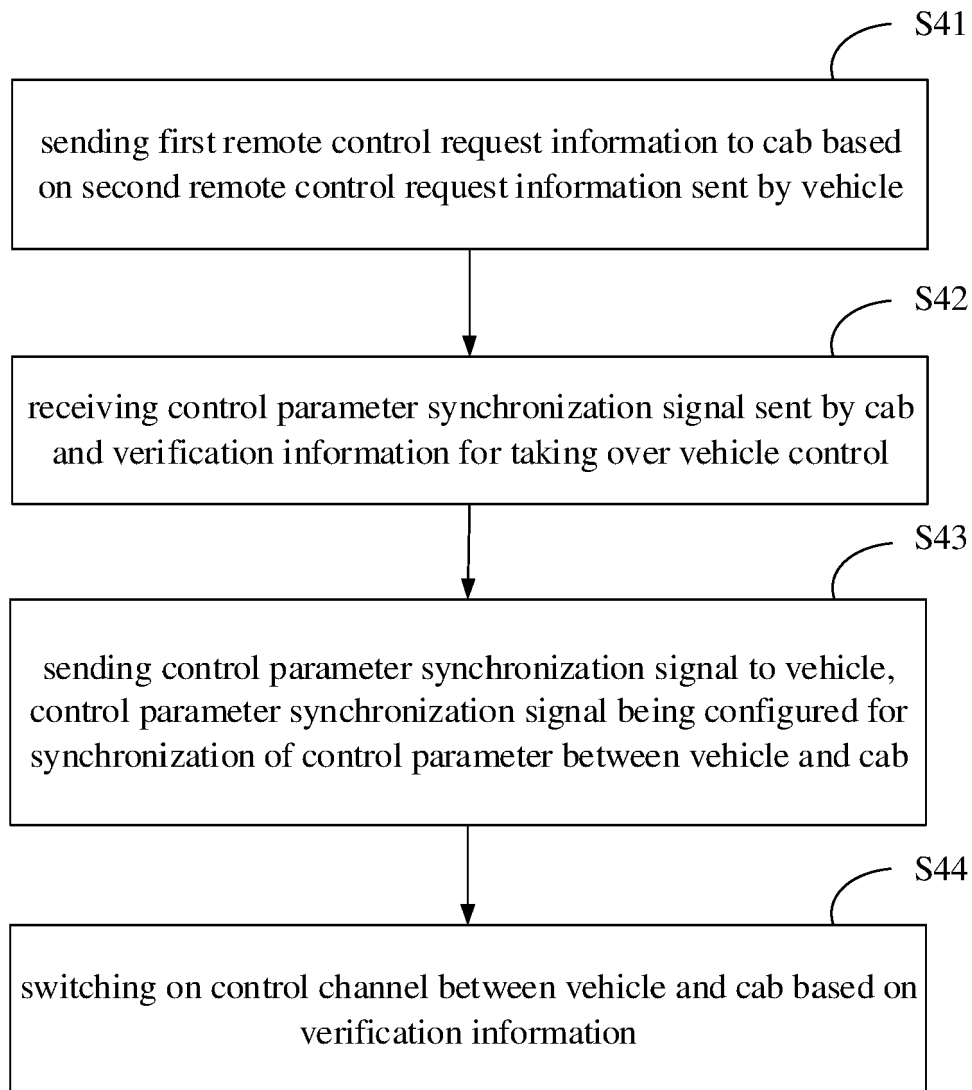 S41
sending first remote control request information to cab based
on second remote control request information sent by vehicle
S42
receiving control parameter synchronization signal sent by cab
and verification information for taking over vehicle control
S43
sending control parameter synchronization signal to vehicle,
control parameter synchronization signal being configured for
synchronization of control parameter between vehicle and cab
S44
switching on control channel between vehicle and cab based on
verification information